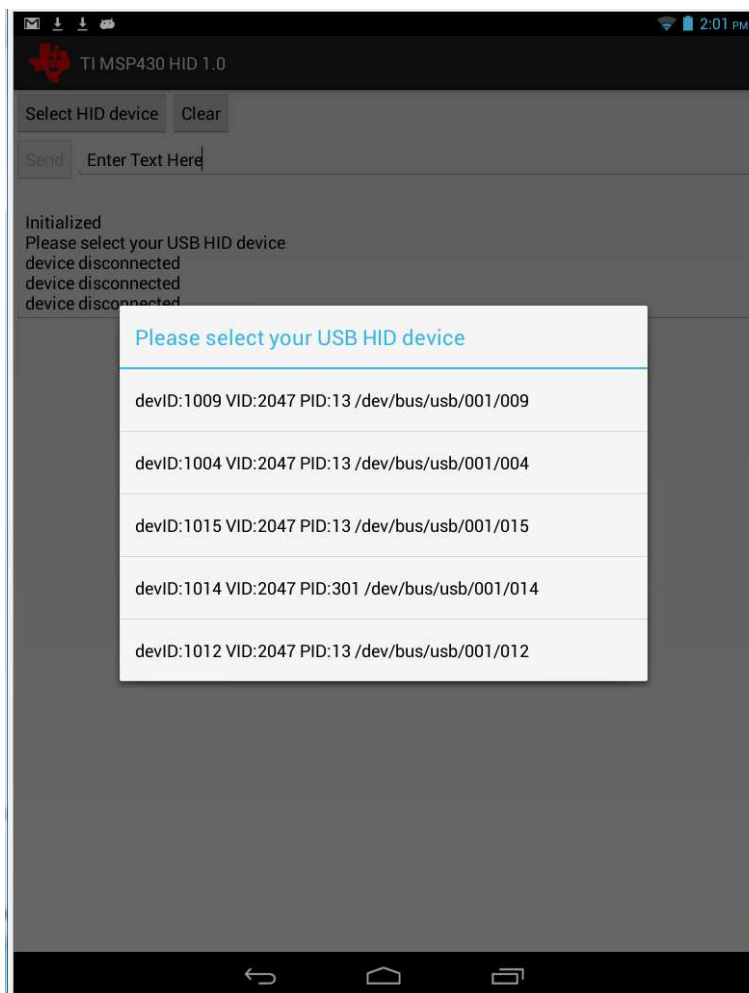 2:01 PM
TI MSP430 HID 1.0
Select HID device Clear
Send Enter Text Here
Initialized
Please select your USB HID device
device disconnected
device disconnected
device disconnected
Please select your USB HID device
devID:1009 VID:2047 PID:13 /dev/bus/usb/001/009
devID:1004 VID:2047 PID:13 /dev/bus/usb/001/004
devID:1015 VID:2047 PID:13 /dev/bus/usb/001/015
devID:1014 VID:2047 PID:301 /dev/bus/usb/001/014
devID:1012 VID:2047 PID:13 /dev/bus/usb/001/012